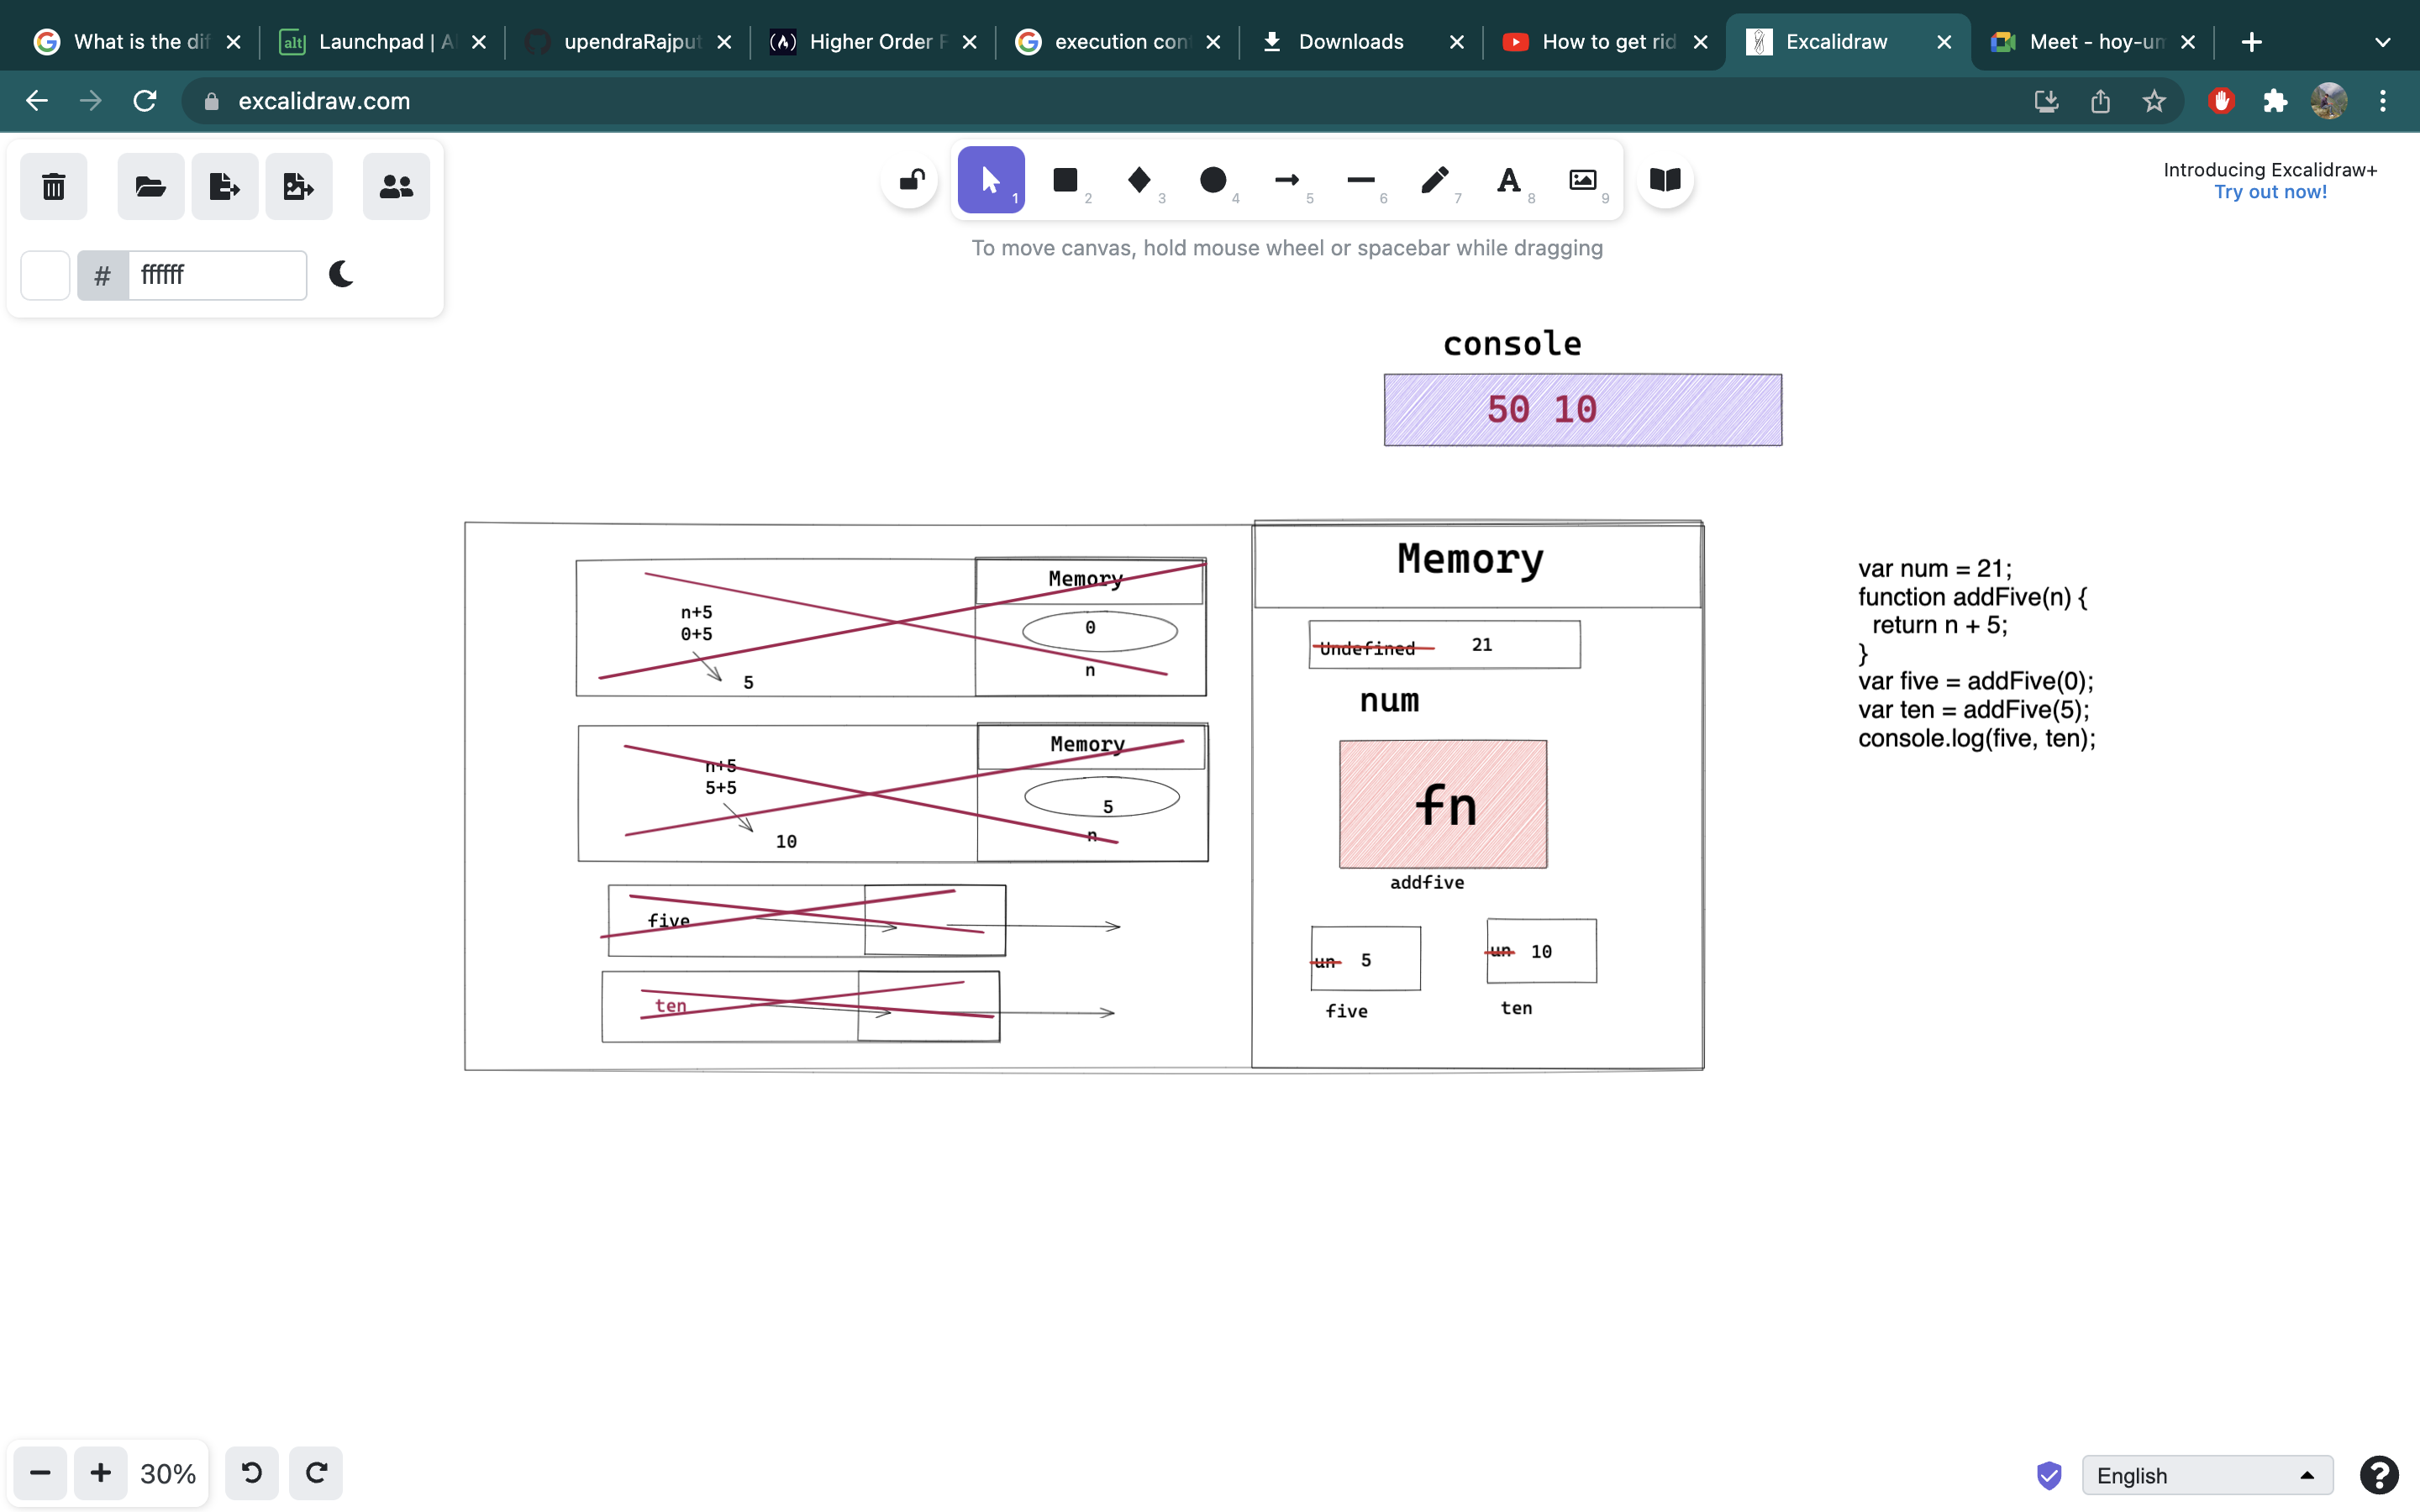 What is the dif
Launchpad | A
upendraRajput
Higher Order F
execution con
Downloads
How to get rid
Excalidraw
Meet - hoy-um
excalidraw.com
1
2
3
4
5
6
7
8
9
Introducing Excalidraw+
Try out now!
To move canvas, hold mouse wheel or spacebar while dragging
# ffffff
console
50 10
Memory
n+5
0+5
5
Memory
0
n
Memory
n+5
5+5
10
5
n
five
ten
Undefined 21
num
fn
addfive
un 5
five
un 10
ten
var num = 21;
function addFive(n) {
return n + 5;
}
var five = addFive(0);
var ten = addFive(5);
console.log(five, ten);
30%
English